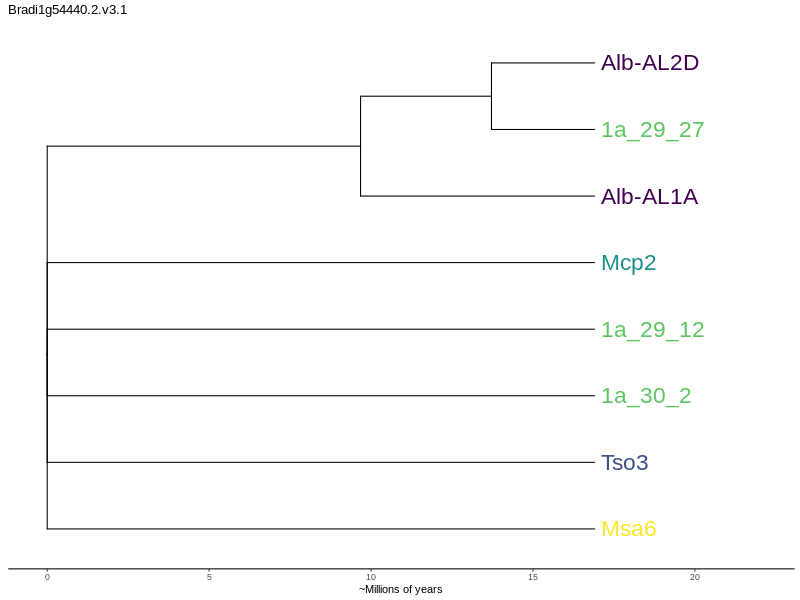 Bradi1g54440.2.v3.1
Alb-AL2D
1a_29_27
Alb-AL1A
Mcp2
1a_29_12
1a_30_2
Tso3
Msa6
0 5 10 15 20
~Millions of years